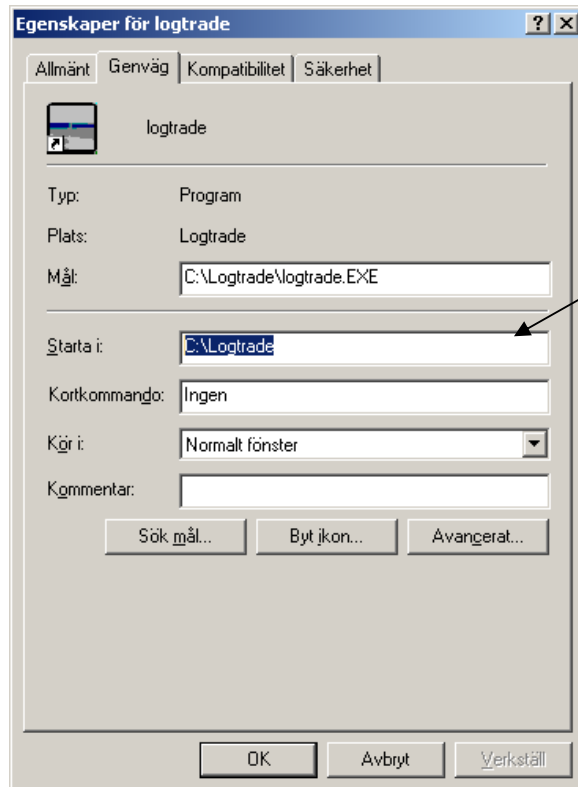 Egenskaper för logtrade
Allmänt Genväg Kompatibilitet Säkerhet
logtrade
Typ: Program
Plats: Logtrade
Mål: C:\Logtrade\logtrade.EXE
Starta i: C:\Logtrade
Kortkommando: Ingen
Kör i: Normalt fönster
Kommentar:
Sök mål... Byt ikon... Avancerat...
OK Avbryt Verkställ